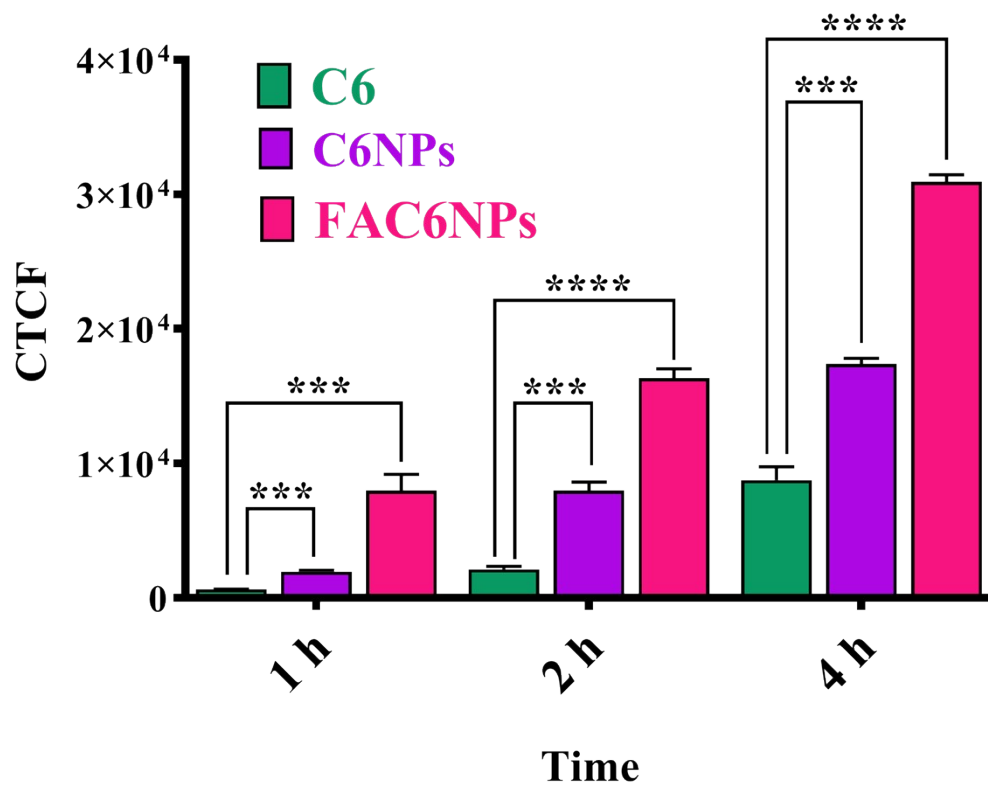 ****
4×10⁴
C6
***
C6NPs
3×10⁴
FAC6NPs
****
CTCF
2×10⁴
***
***
1×10⁴
***
0
1 h
2 h
4 h
Time